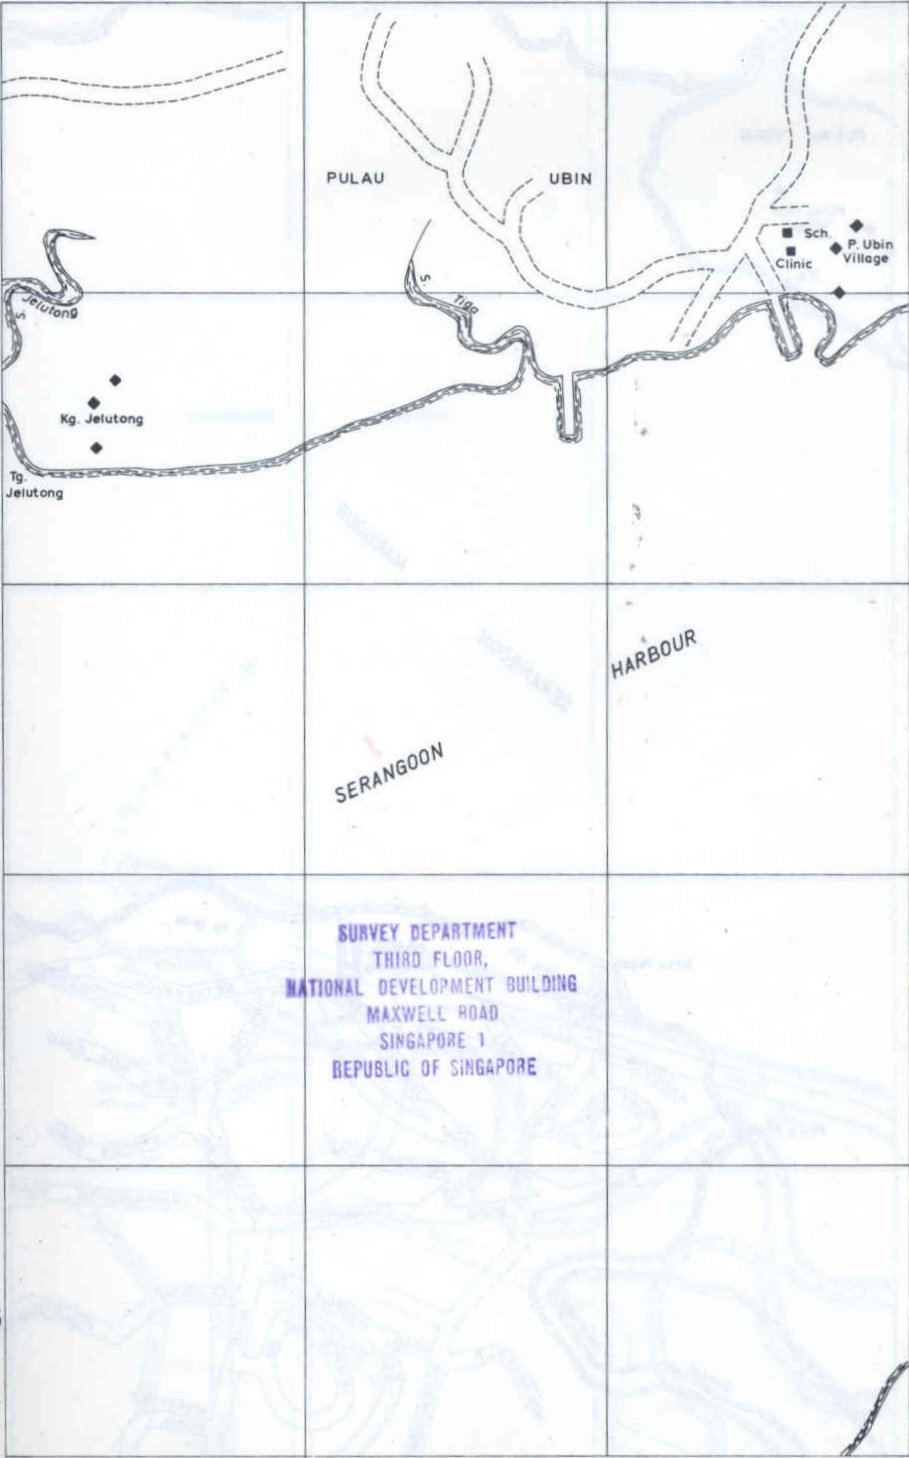 PULAU UBIN
Sch.
Clinic
P. Ubin
Village
S. Jelutong
S. Tiga
Kg. Jelutong
Tg.
Jelutong
HARBOUR
SERANGOON
SURVEY DEPARTMENT
THIRD FLOOR,
NATIONAL DEVELOPMENT BUILDING
MAXWELL ROAD
SINGAPORE 1
REPUBLIC OF SINGAPORE